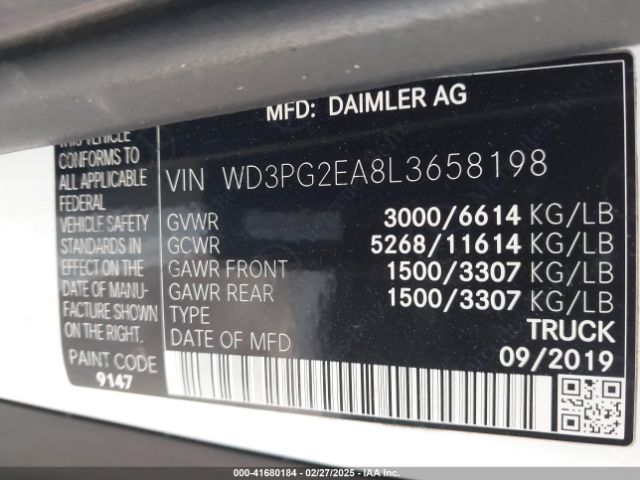 MFD: DAIMLER AG
THIS VEHICLE
CONFORMS TO
ALL APPLICABLE
FEDERAL
VEHICLE SAFETY
STANDARDS IN
EFFECT ON THE
DATE OF MANU-
FACTURE SHOWN
ON THE RIGHT.
PAINT CODE
9147
VIN WD3PG2EA8L3658198
GVWR 3000/6614 KG/LB
GCWR 5268/11614 KG/LB
GAWR FRONT 1500/3307 KG/LB
GAWR REAR 1500/3307 KG/LB
TYPE TRUCK
DATE OF MFD 09/2019
000-41680184 - 02/27/2025 - IAA Inc.